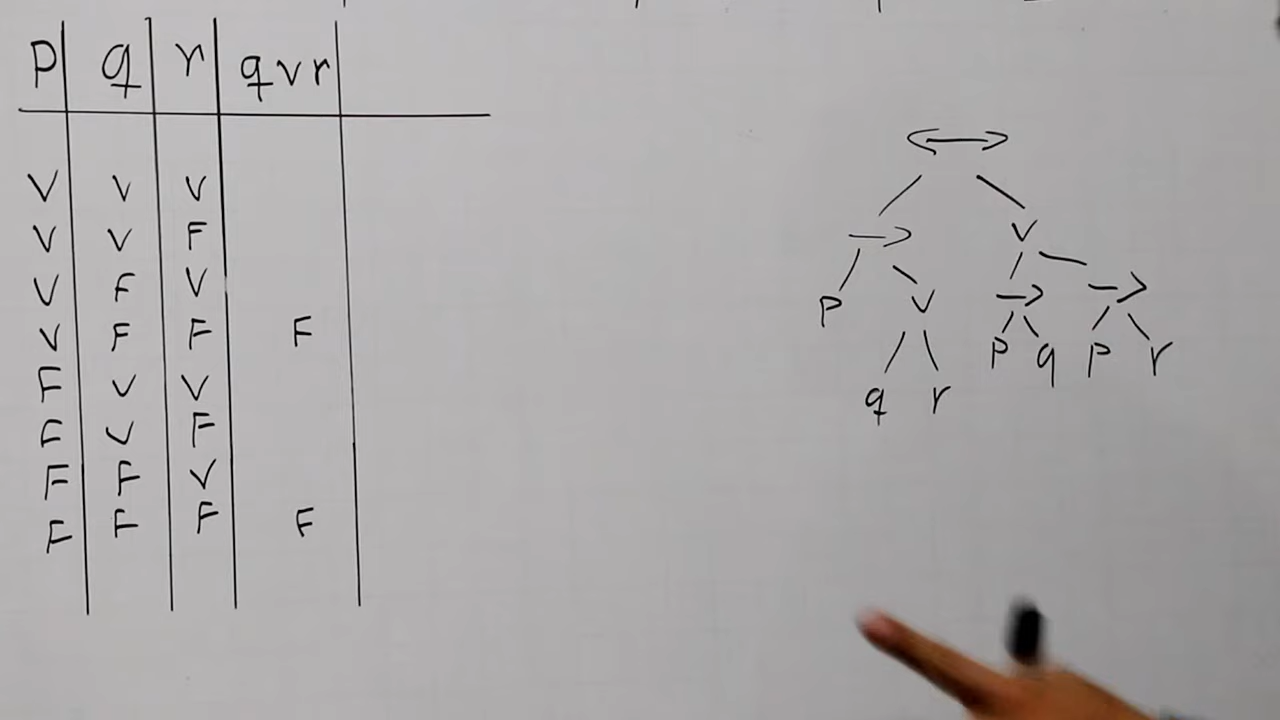 p q r q∨r
V V V
V V F
V F V
V F F F
F V V
F V F
F F V
F F F F
↔
→ ∨
p ∨ → →
q r p q p r